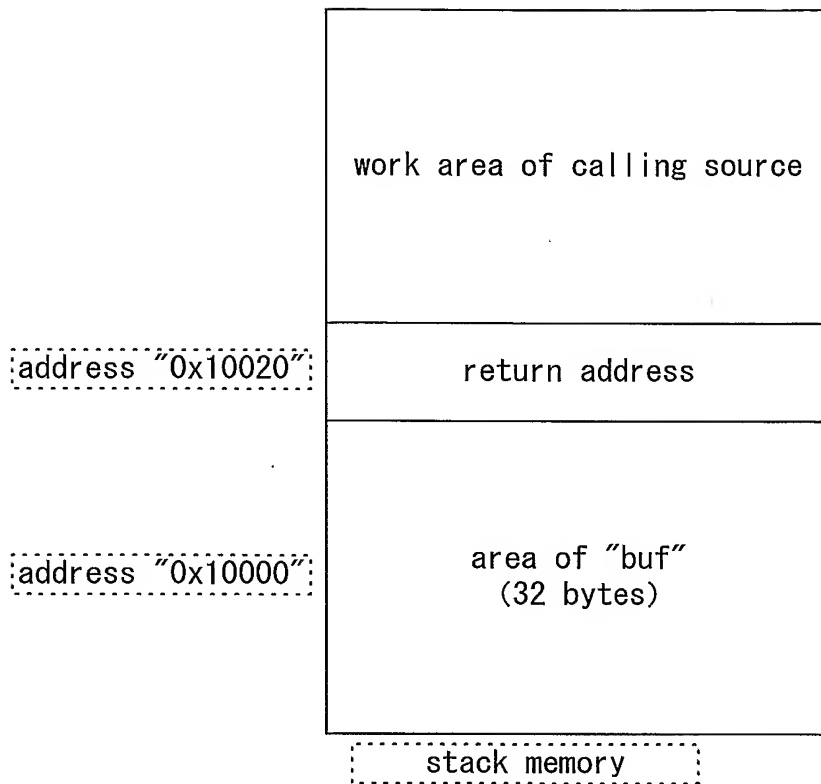 work area of calling source
address "0x10020"
return address
address "0x10000"
area of "buf"
(32 bytes)
stack memory